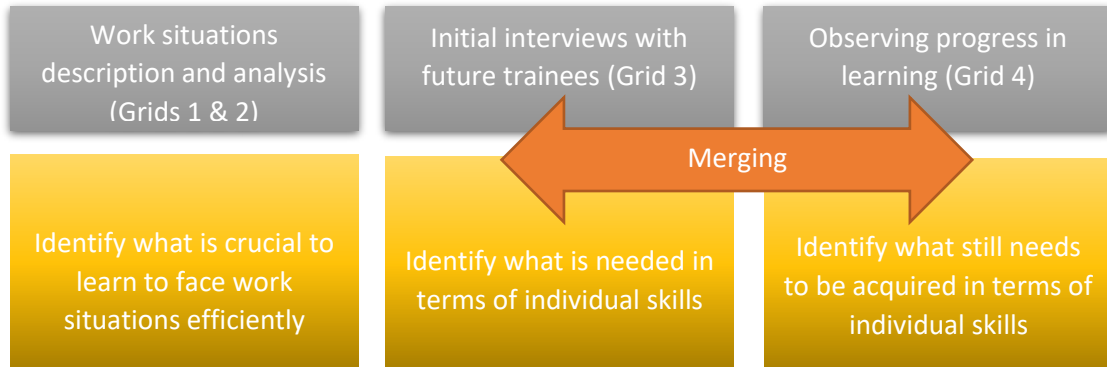 Work situations
description and analysis
(Grids 1 & 2)
Initial interviews with
future trainees (Grid 3)
Observing progress in
learning (Grid 4)
Merging
Identify what is crucial to
learn to face work
situations efficiently
Identify what is needed in
terms of individual skills
Identify what still needs
to be acquired in terms of
individual skills